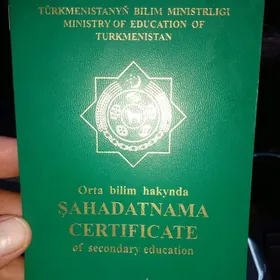 TÜRKMENISTANYŇ BILIM MINISTRLIGI
MINISTRY OF EDUCATION OF
TURKMENISTAN
Orta bilim hakynda
ŞAHADATNAMA
CERTIFICATE
of secondary education